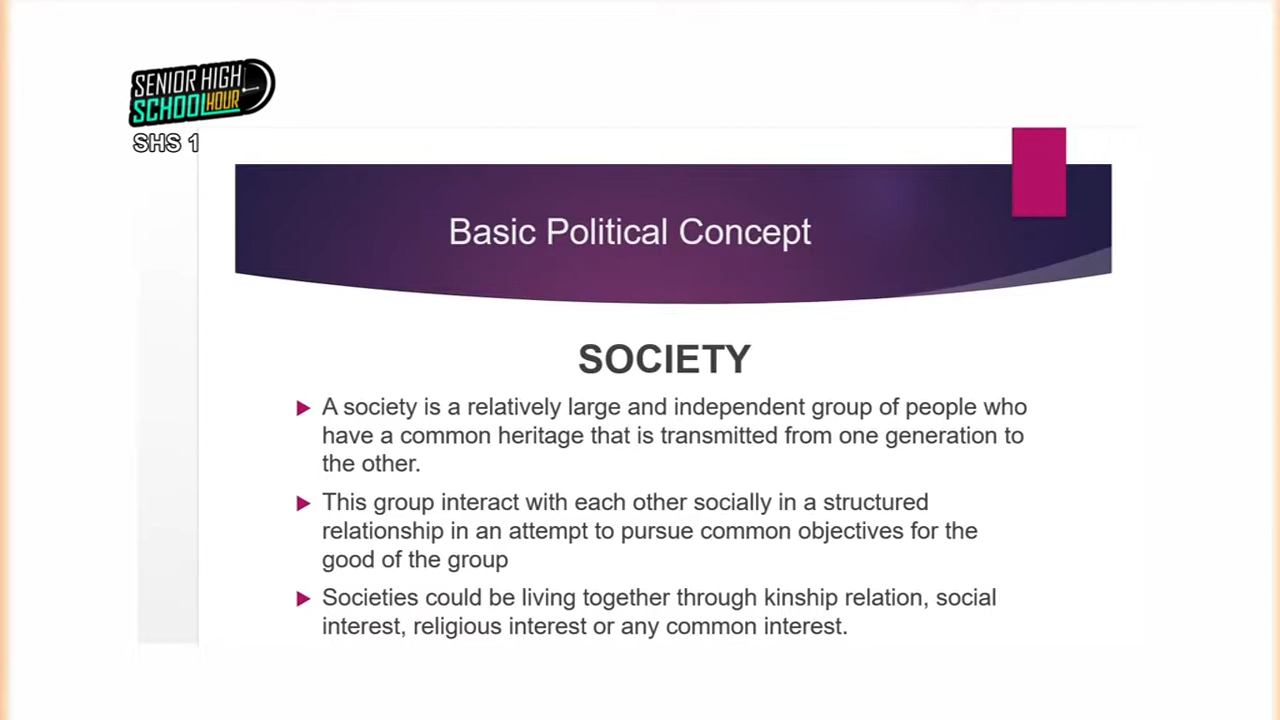 SENIOR HIGH
SCHOOL HOUR
SHS 1
Basic Political Concept
SOCIETY
A society is a relatively large and independent group of people who
have a common heritage that is transmitted from one generation to
the other.
This group interact with each other socially in a structured
relationship in an attempt to pursue common objectives for the
good of the group
Societies could be living together through kinship relation, social
interest, religious interest or any common interest.